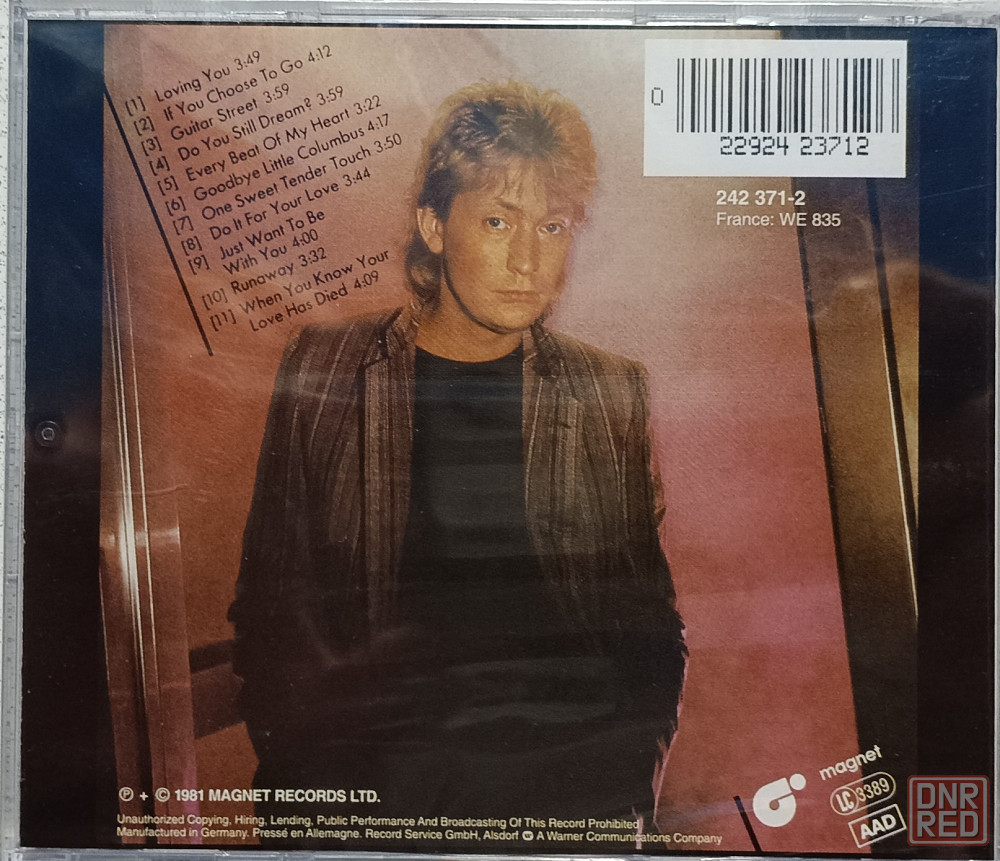 [1] Loving You 3:49
[2] If You Choose To Go 4:12
[3] Guitar Street 3:59
[4] Do You Still Dream? 3:59
[5] Every Beat Of My Heart 3:22
[6] Goodbye Little Columbus 4:17
[7] One Sweet Tender Touch 3:50
[8] Do It For Your Love 3:44
[9] Just Want To Be
With You 4:00
[10] Runaway 3:32
[11] When You Know Your
Love Has Died 4:09
0
22924 23712
242 371-2
France: WE 835
℗ + © 1981 MAGNET RECORDS LTD.
Unauthorized Copying, Hiring, Lending, Public Performance And Broadcasting Of This Record Prohibited
Manufactured in Germany. Pressé en Allemagne. Record Service GmbH, Alsdorf A Warner Communications Company
magnet
LC 3389
AAD
DNR
RED